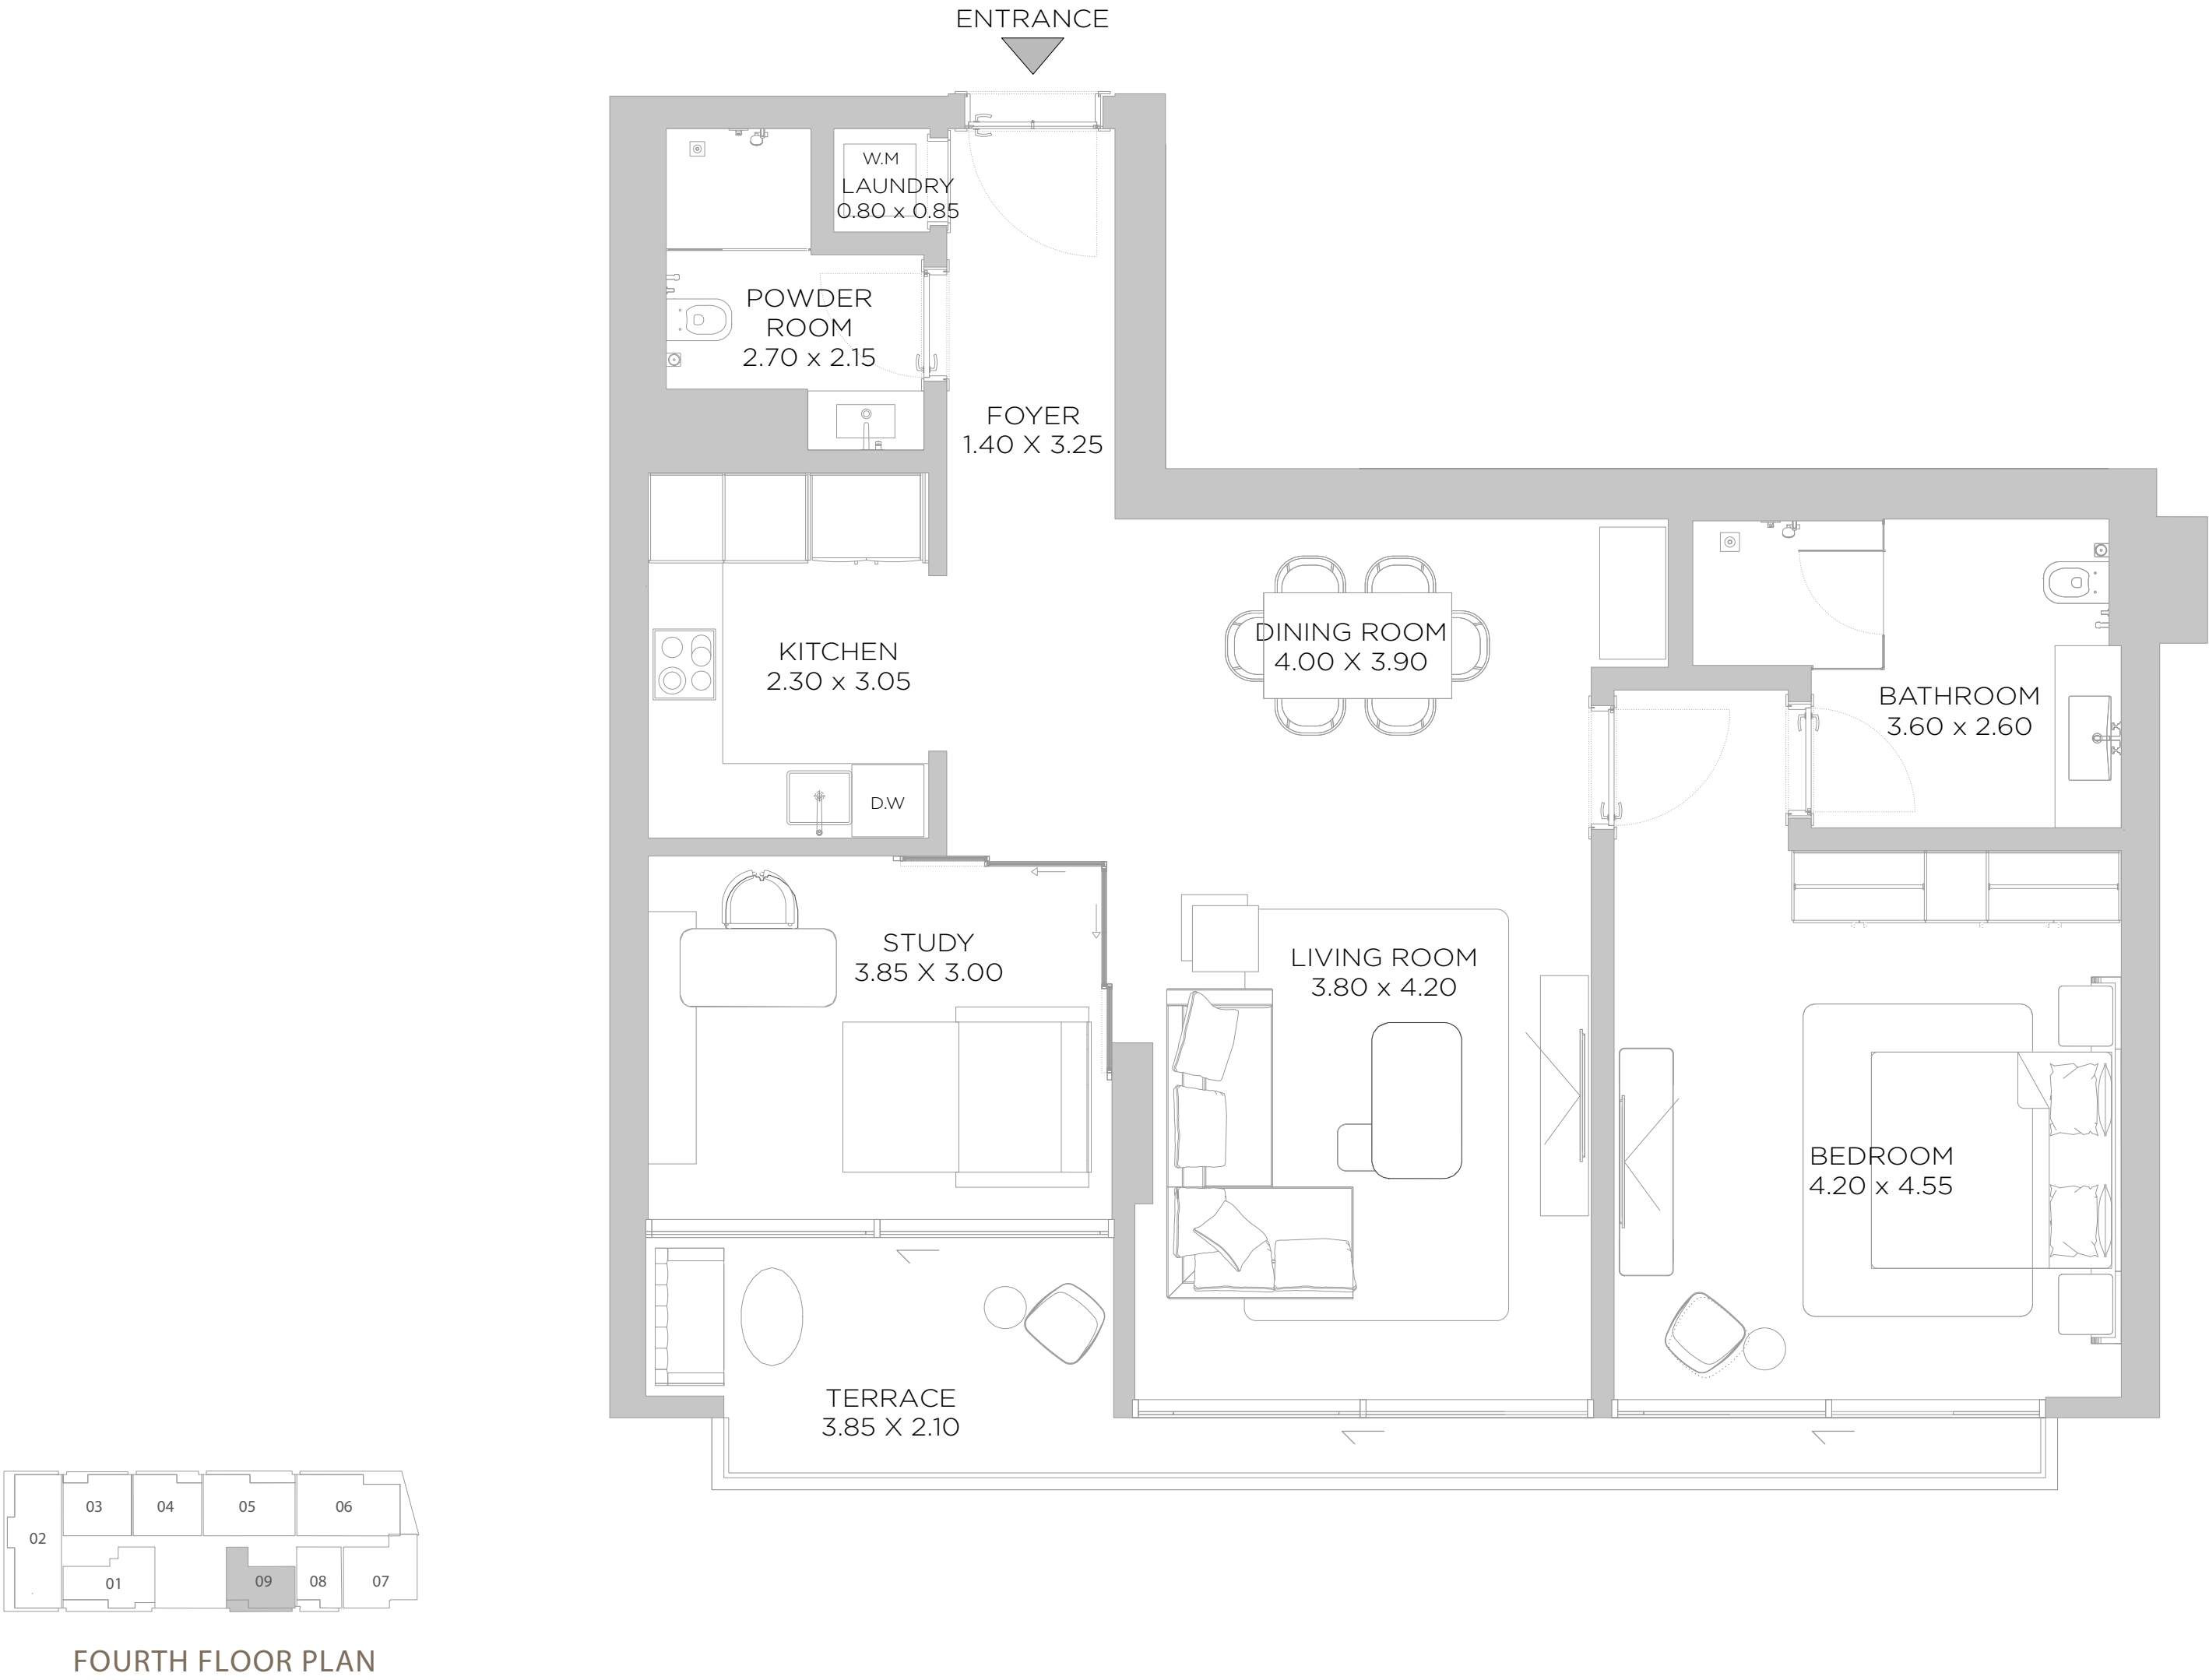 ENTRANCE
W.M
LAUNDRY
0.80 x 0.85
POWDER
ROOM
2.70 x 2.15
FOYER
1.40 X 3.25
KITCHEN
2.30 x 3.05
DINING ROOM
4.00 X 3.90
BATHROOM
3.60 x 2.60
D.W
STUDY
3.85 X 3.00
LIVING ROOM
3.80 x 4.20
BEDROOM
4.20 x 4.55
TERRACE
3.85 X 2.10
03
04
05
06
02
01
09
08
07
FOURTH FLOOR PLAN